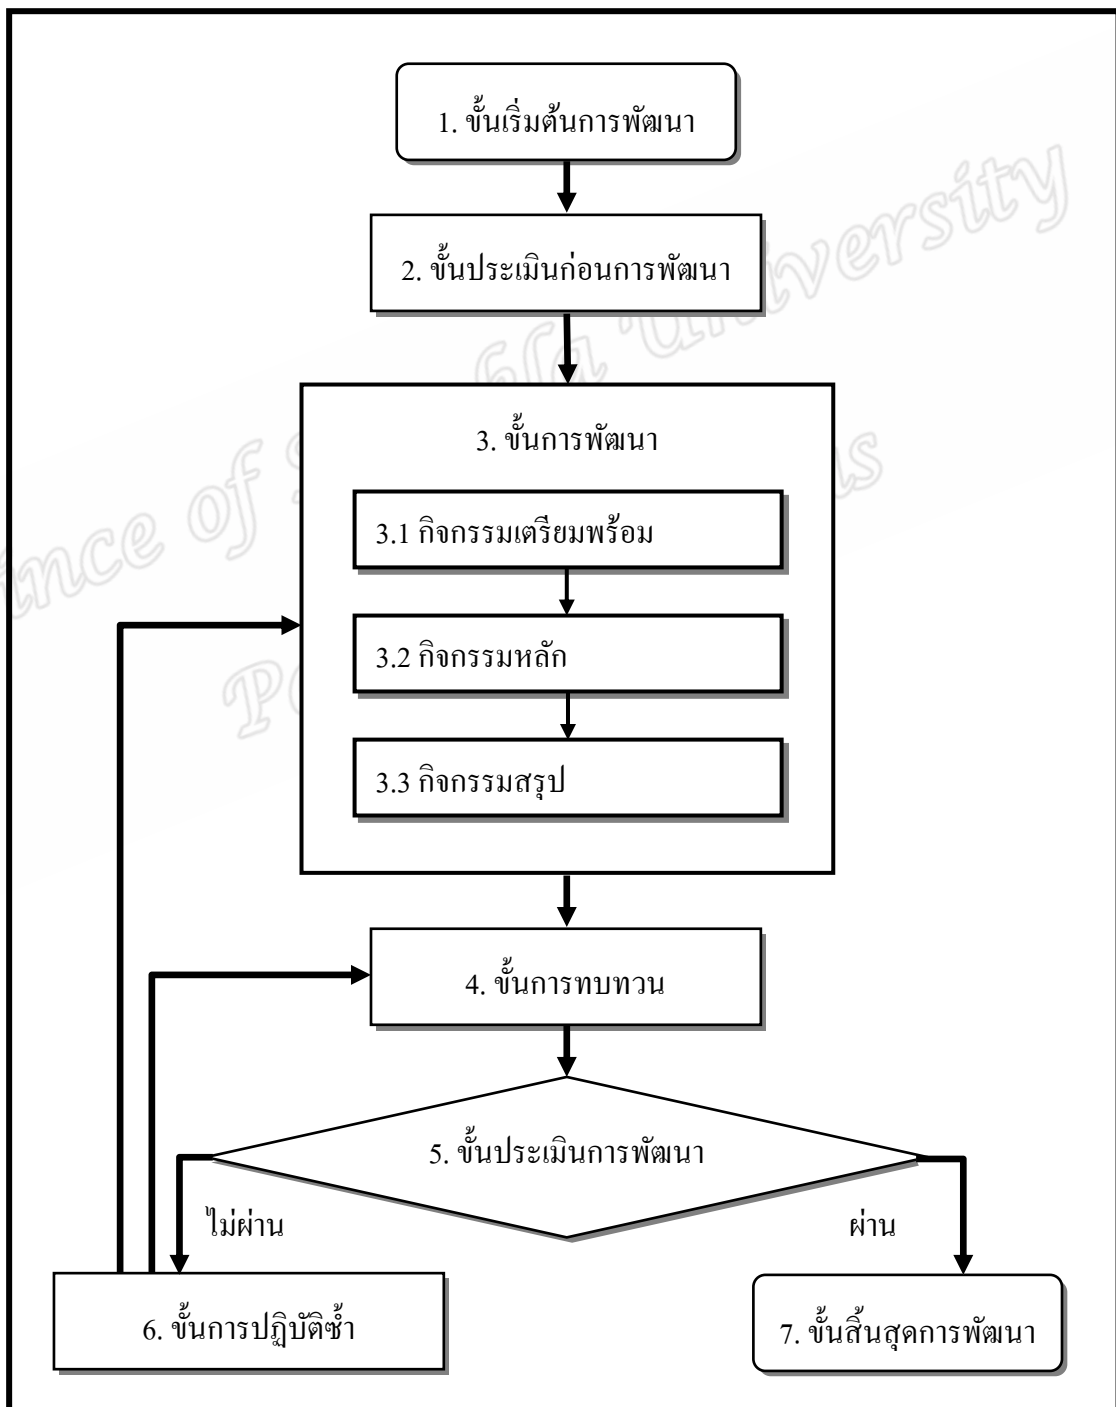 1. ขั้นเริ่มต้นการพัฒนา
2. ขั้นประเมินก่อนการพัฒนา
3. ขั้นการพัฒนา
3.1 กิจกรรมเตรียมพร้อม
3.2 กิจกรรมหลัก
3.3 กิจกรรมสรุป
4. ขั้นการทบทวน
5. ขั้นประเมินการพัฒนา
ไม่ผ่าน
ผ่าน
6. ขั้นการปฏิบัติซ้ำ
7. ขั้นสิ้นสุดการพัฒนา
ince of
University